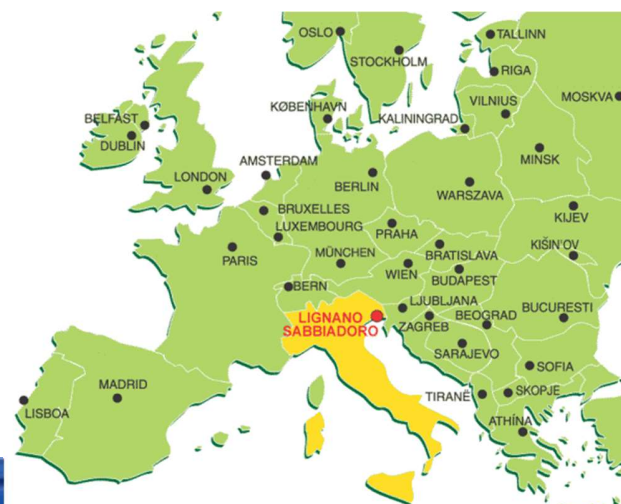 OSLO
TALLINN
STOCKHOLM
RIGA
MOSKVA
VILNIUS
KØBENHAVN
KALININGRAD
BELFAST
DUBLIN
MINSK
AMSTERDAM
LONDON
BERLIN
WARSZAVA
BRUXELLES
KIJEV
LUXEMBOURG
PRAHA
KIŠIN'OV
PARIS
MÜNCHEN
BRATISLAVA
WIEN
BUDAPEST
BERN
LJUBLJANA
BUCURESTI
LIGNANO
SABBIADORO
BEOGRAD
ZAGREB
SARAJEVO
SOFIA
MADRID
TIRANË
SKOPJE
LISBOA
ATHÍNA